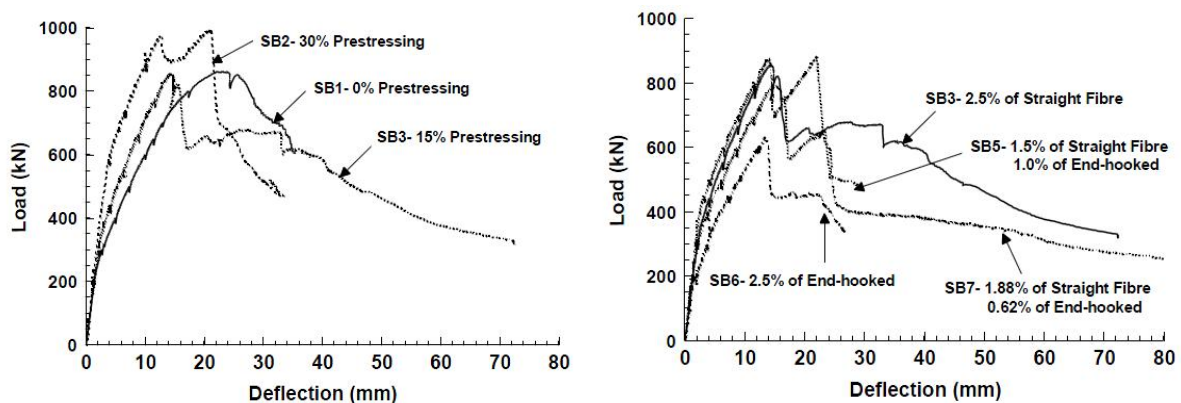 1000
800
600
400
200
0
Load (kN)
SB2- 30% Prestressing
SB1- 0% Prestressing
SB3- 15% Prestressing
0 10 20 30 40 50 60 70 80
Deflection (mm)
1000
800
600
400
200
0
Load (kN)
SB3- 2.5% of Straight Fibre
SB5- 1.5% of Straight Fibre
1.0% of End-hooked
SB6- 2.5% of End-hooked
SB7- 1.88% of Straight Fibre
0.62% of End-hooked
0 10 20 30 40 50 60 70 80
Deflection (mm)